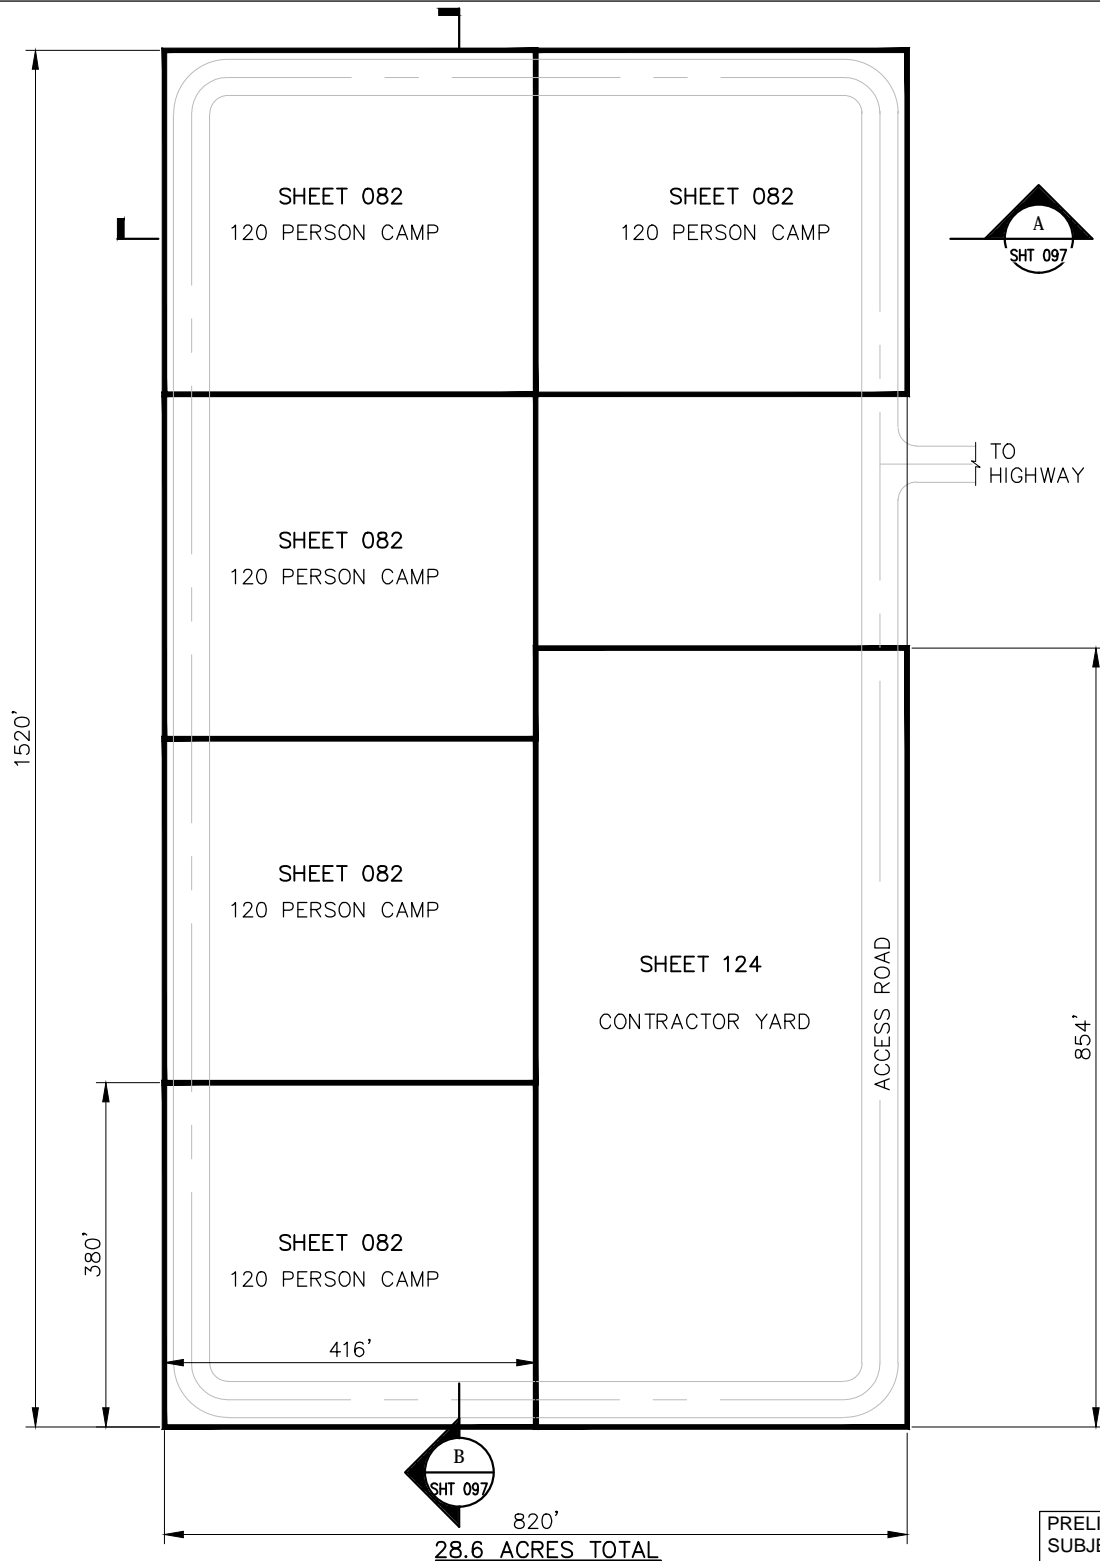 SHEET 082
120 PERSON CAMP
SHEET 082
120 PERSON CAMP
A
SHT 097
TO
HIGHWAY
SHEET 082
120 PERSON CAMP
1520'
SHEET 082
120 PERSON CAMP
SHEET 124
CONTRACTOR YARD
ACCESS ROAD
854'
380'
SHEET 082
120 PERSON CAMP
416'
B
SHT 097
820'
28.6 ACRES TOTAL